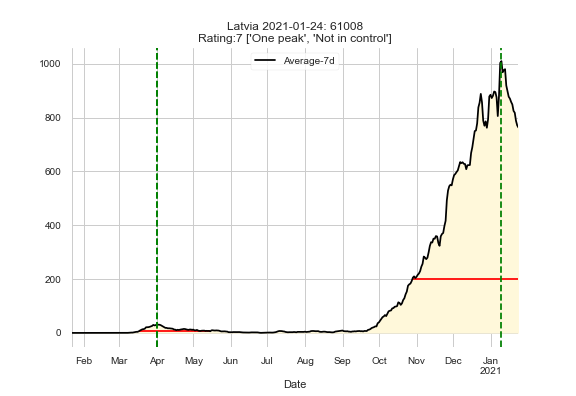 Latvia 2021-01-24: 61008
Rating:7 ['One peak', 'Not in control']
Average-7d
1000
800
600
400
200
0
Feb Mar Apr May Jun Jul Aug Sep Oct Nov Dec Jan
2021
Date